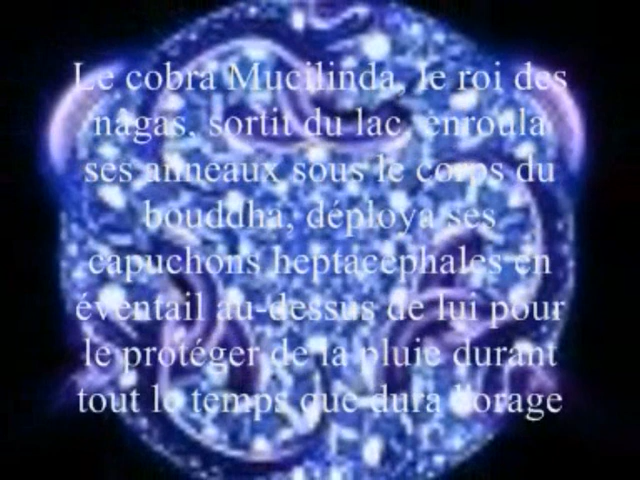 Le cobra Mucilinda, le roi des
nagas, sortit du lac, enroula
ses anneaux sous le corps du
bouddha, déploya ses
capuchons heptacéphales en
éventail au-dessus de lui pour
le protéger de la pluie durant
tout le temps que dura l'orage